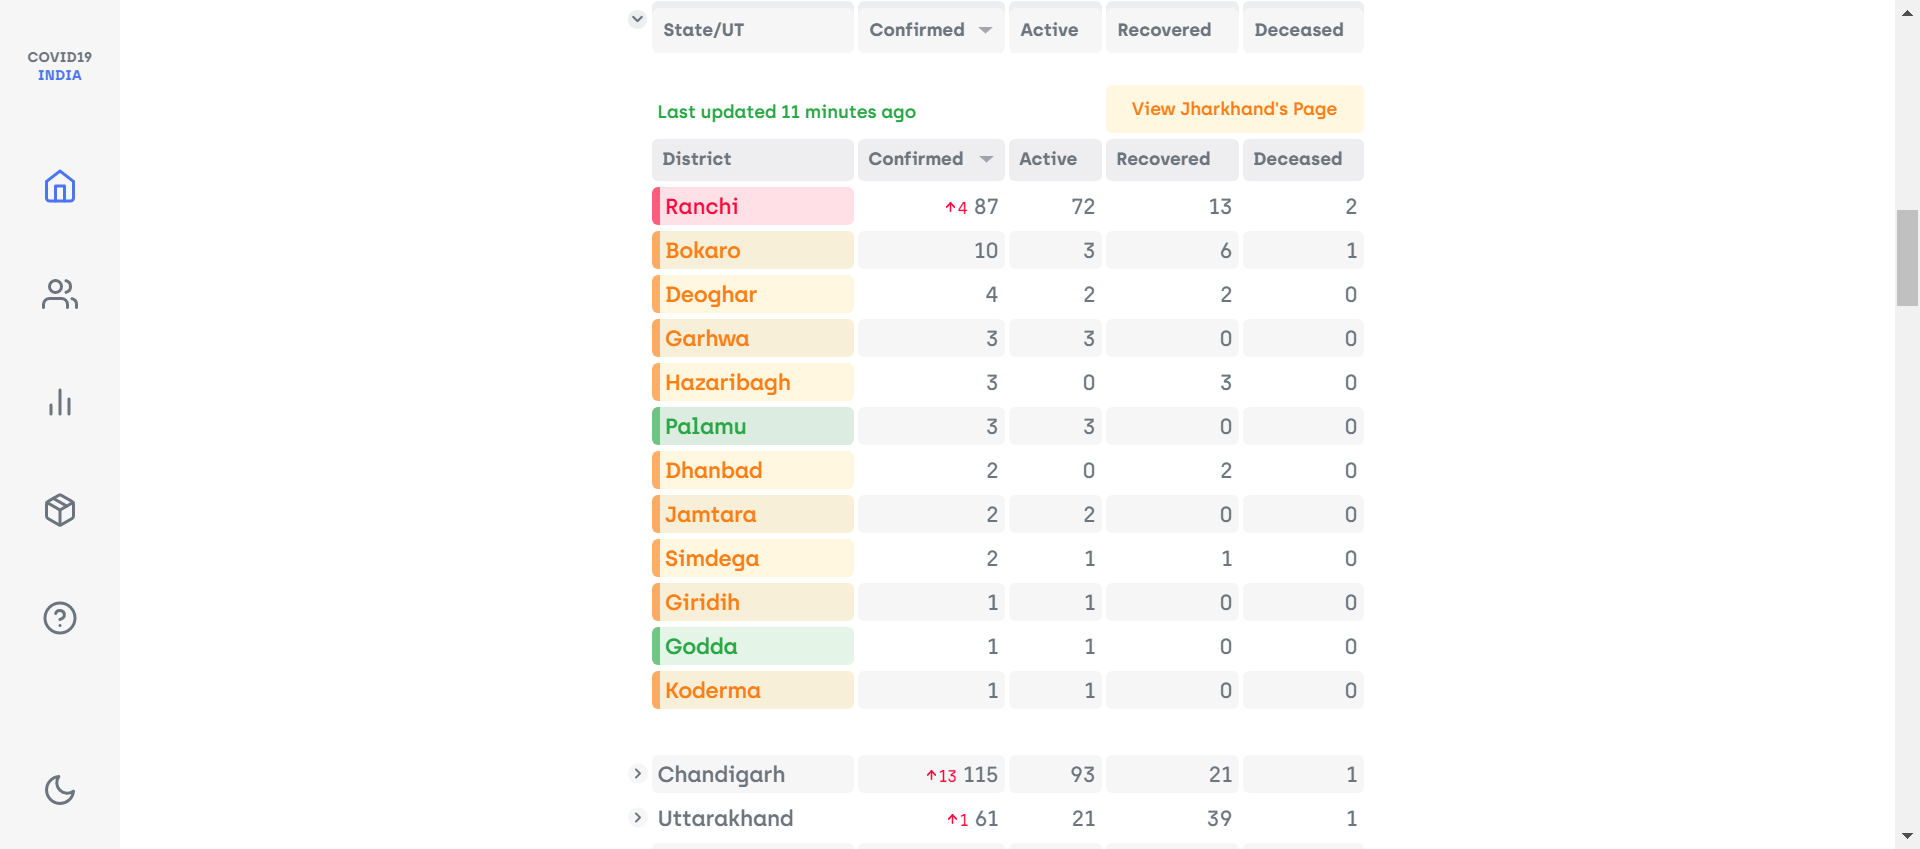 COVID19
INDIA
State/UT Confirmed Active Recovered Deceased
Last updated 11 minutes ago View Jharkhand's Page
District Confirmed Active Recovered Deceased
Ranchi ↑4 87 72 13 2
Bokaro 10 3 6 1
Deoghar 4 2 2 0
Garhwa 3 3 0 0
Hazaribagh 3 0 3 0
Palamu 3 3 0 0
Dhanbad 2 0 2 0
Jamtara 2 2 0 0
Simdega 2 1 1 0
Giridih 1 1 0 0
Godda 1 1 0 0
Koderma 1 1 0 0
Chandigarh ↑13 115 93 21 1
Uttarakhand ↑1 61 21 39 1